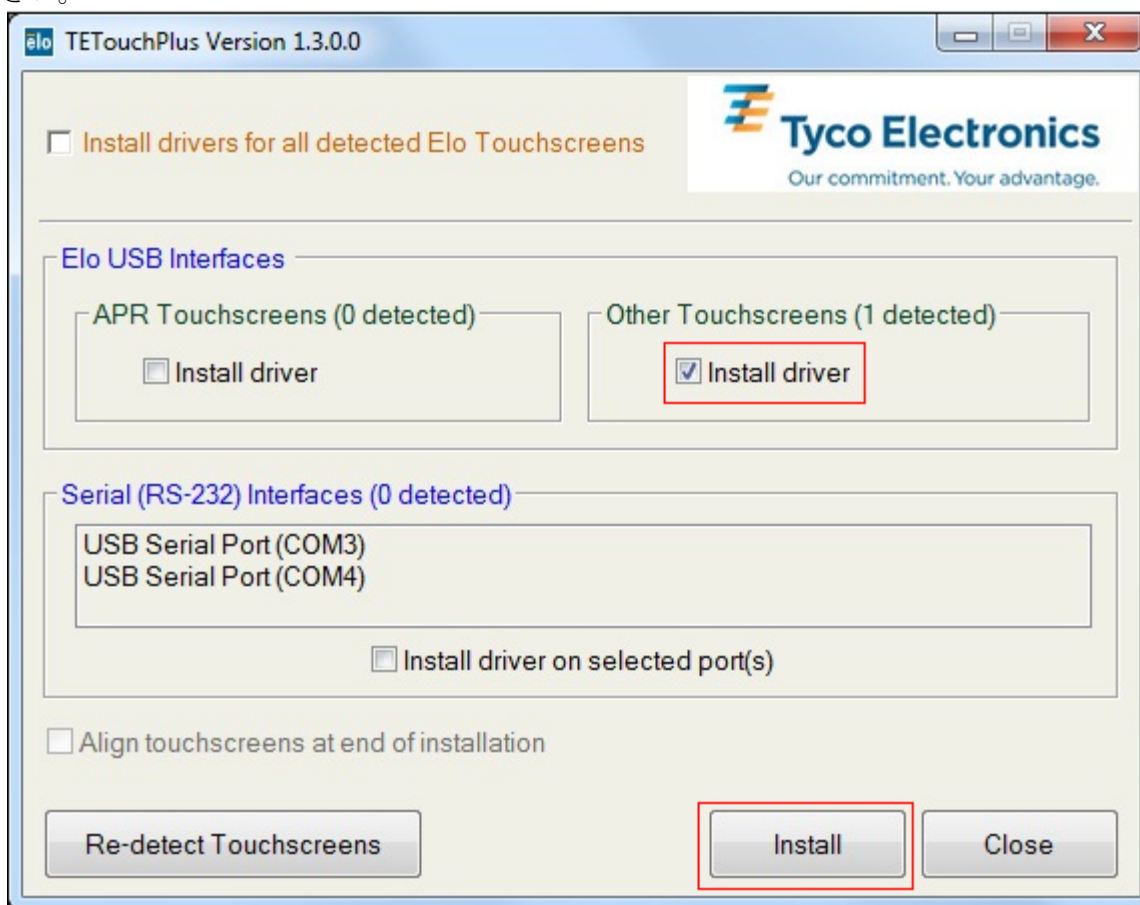 さい。
elo TETouchPlus Version 1.3.0.0
Install drivers for all detected Elo Touchscreens
Tyco Electronics
Our commitment. Your advantage.
Elo USB Interfaces
APR Touchscreens (0 detected)
Other Touchscreens (1 detected)
Install driver
Install driver
Serial (RS-232) Interfaces (0 detected)
USB Serial Port (COM3)
USB Serial Port (COM4)
Install driver on selected port(s)
Align touchscreens at end of installation
Re-detect Touchscreens
Install
Close